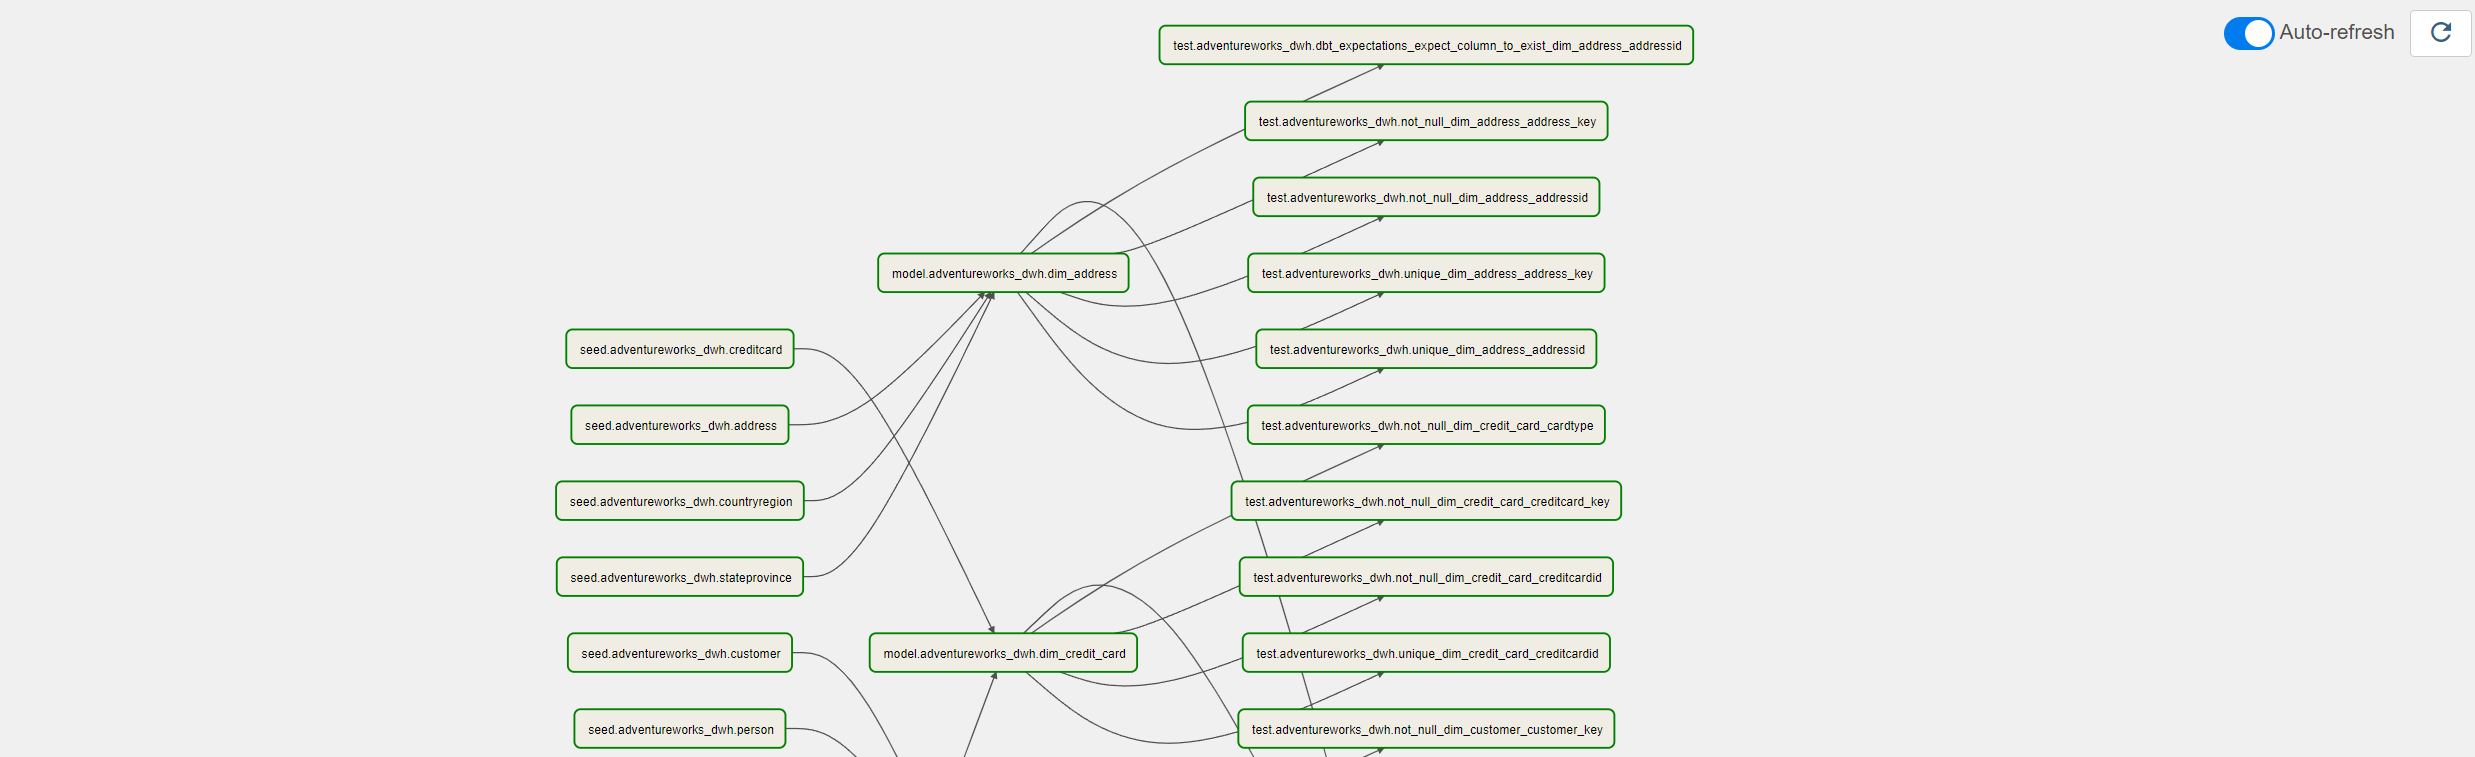 test.adventureworks_dwh.dbt_expectations_expect_column_to_exist_dim_address_addressid
Auto-refresh
test.adventureworks_dwh.not_null_dim_address_address_key
test.adventureworks_dwh.not_null_dim_address_addressid
model.adventureworks_dwh.dim_address
test.adventureworks_dwh.unique_dim_address_address_key
seed.adventureworks_dwh.creditcard
test.adventureworks_dwh.unique_dim_address_addressid
seed.adventureworks_dwh.address
test.adventureworks_dwh.not_null_dim_credit_card_cardtype
seed.adventureworks_dwh.countryregion
test.adventureworks_dwh.not_null_dim_credit_card_creditcard_key
seed.adventureworks_dwh.stateprovince
test.adventureworks_dwh.not_null_dim_credit_card_creditcardid
seed.adventureworks_dwh.customer
model.adventureworks_dwh.dim_credit_card
test.adventureworks_dwh.unique_dim_credit_card_creditcardid
seed.adventureworks_dwh.person
test.adventureworks_dwh.not_null_dim_customer_customer_key